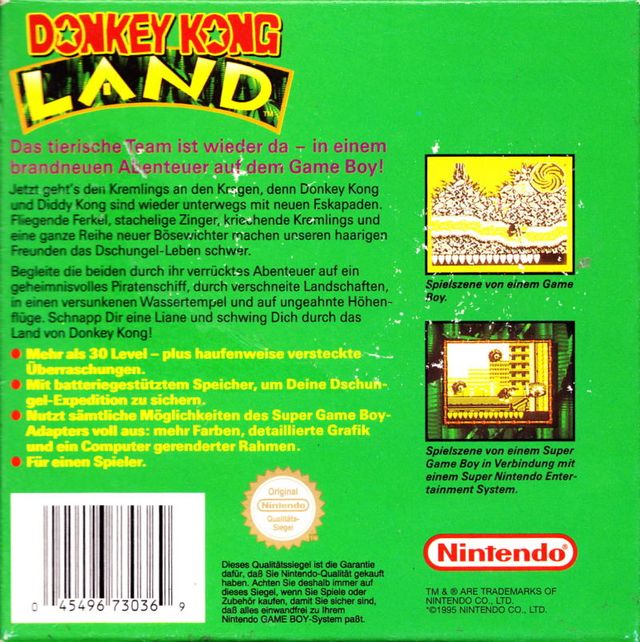 DONKEY KONG
LAND
TM
Das tierische Team ist wieder da – in einem
brandneuen Abenteuer auf dem Game Boy!
Jetzt geht's den Kremlings an den Kragen, denn Donkey Kong
und Diddy Kong sind wieder unterwegs mit neuen Eskapaden.
Fliegende Ferkel, stachelige Zinger, kriechende Kremlings und
eine ganze Reihe neuer Bösewichter machen unseren haarigen
Freunden das Dschungel-Leben schwer.
Begleite die beiden durch ihr verrücktes Abenteuer auf ein
geheimnisvolles Piratenschiff, durch verschneite Landschaften,
in einen versunkenen Wassertempel und auf ungeahnte Höhen-
flüge. Schnapp Dir eine Liane und schwing Dich durch das
Land von Donkey Kong!
● Mehr als 30 Level – plus haufenweise versteckte
Überraschungen.
● Mit batteriegestütztem Speicher, um Deine Dschun-
gel-Expedition zu sichern.
● Nutzt sämtliche Möglichkeiten des Super Game Boy-
Adapters voll aus: mehr Farben, detaillierte Grafik
und ein Computer gerenderter Rahmen.
● Für einen Spieler.
Spielszene von einem Game
Boy.
Spielszene von einem Super
Game Boy in Verbindung mit
einem Super Nintendo Enter-
tainment System.
0 45496 73036 9
Original
Nintendo
Qualitäts-
Siegel
Dieses Qualitätssiegel ist die Garantie
dafür, daß Sie Nintendo-Qualität gekauft
haben. Achten Sie deshalb immer auf
dieses Siegel, wenn Sie Spiele oder
Zubehör kaufen, damit Sie sicher sind,
daß alles einwandfrei zu Ihrem
Nintendo GAME BOY-System paßt.
Nintendo®
TM & ® ARE TRADEMARKS OF
NINTENDO CO., LTD.
©1995 NINTENDO CO., LTD.